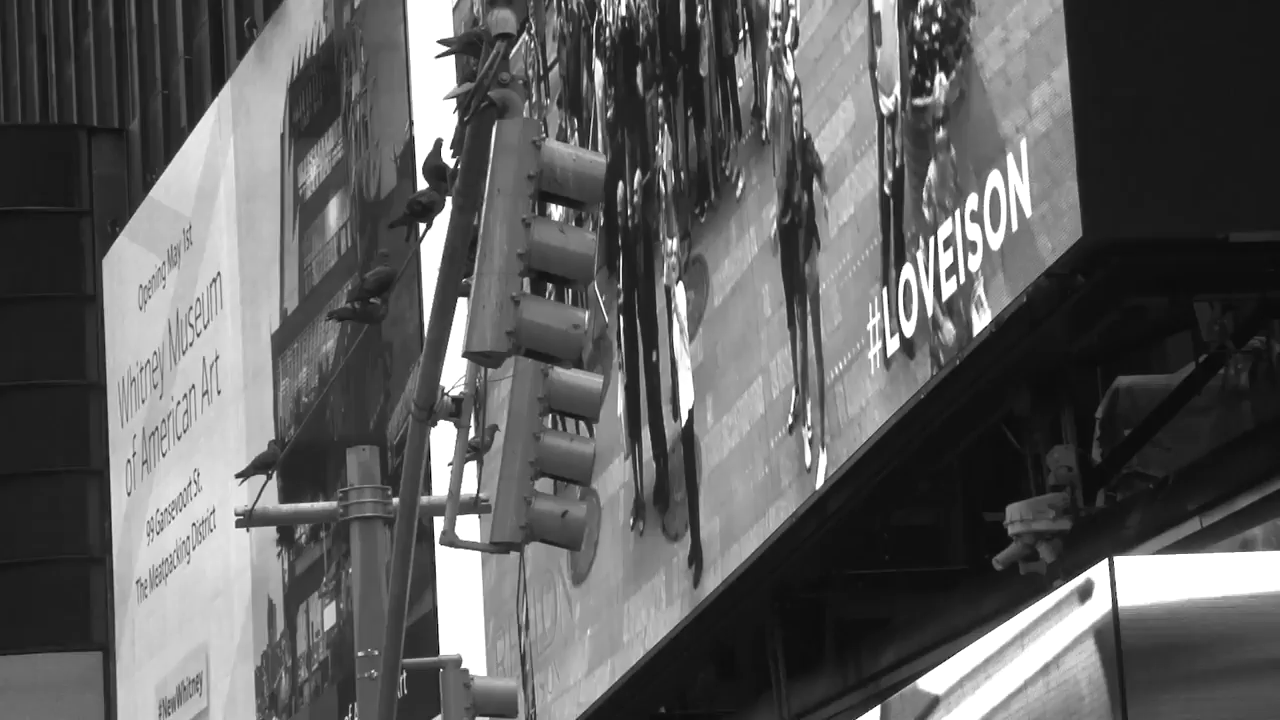 Opening May 1st
Whitney Museum
of American Art
99 Gansevoort St.
The Meatpacking District
#NewWhitney
#LOVEISON